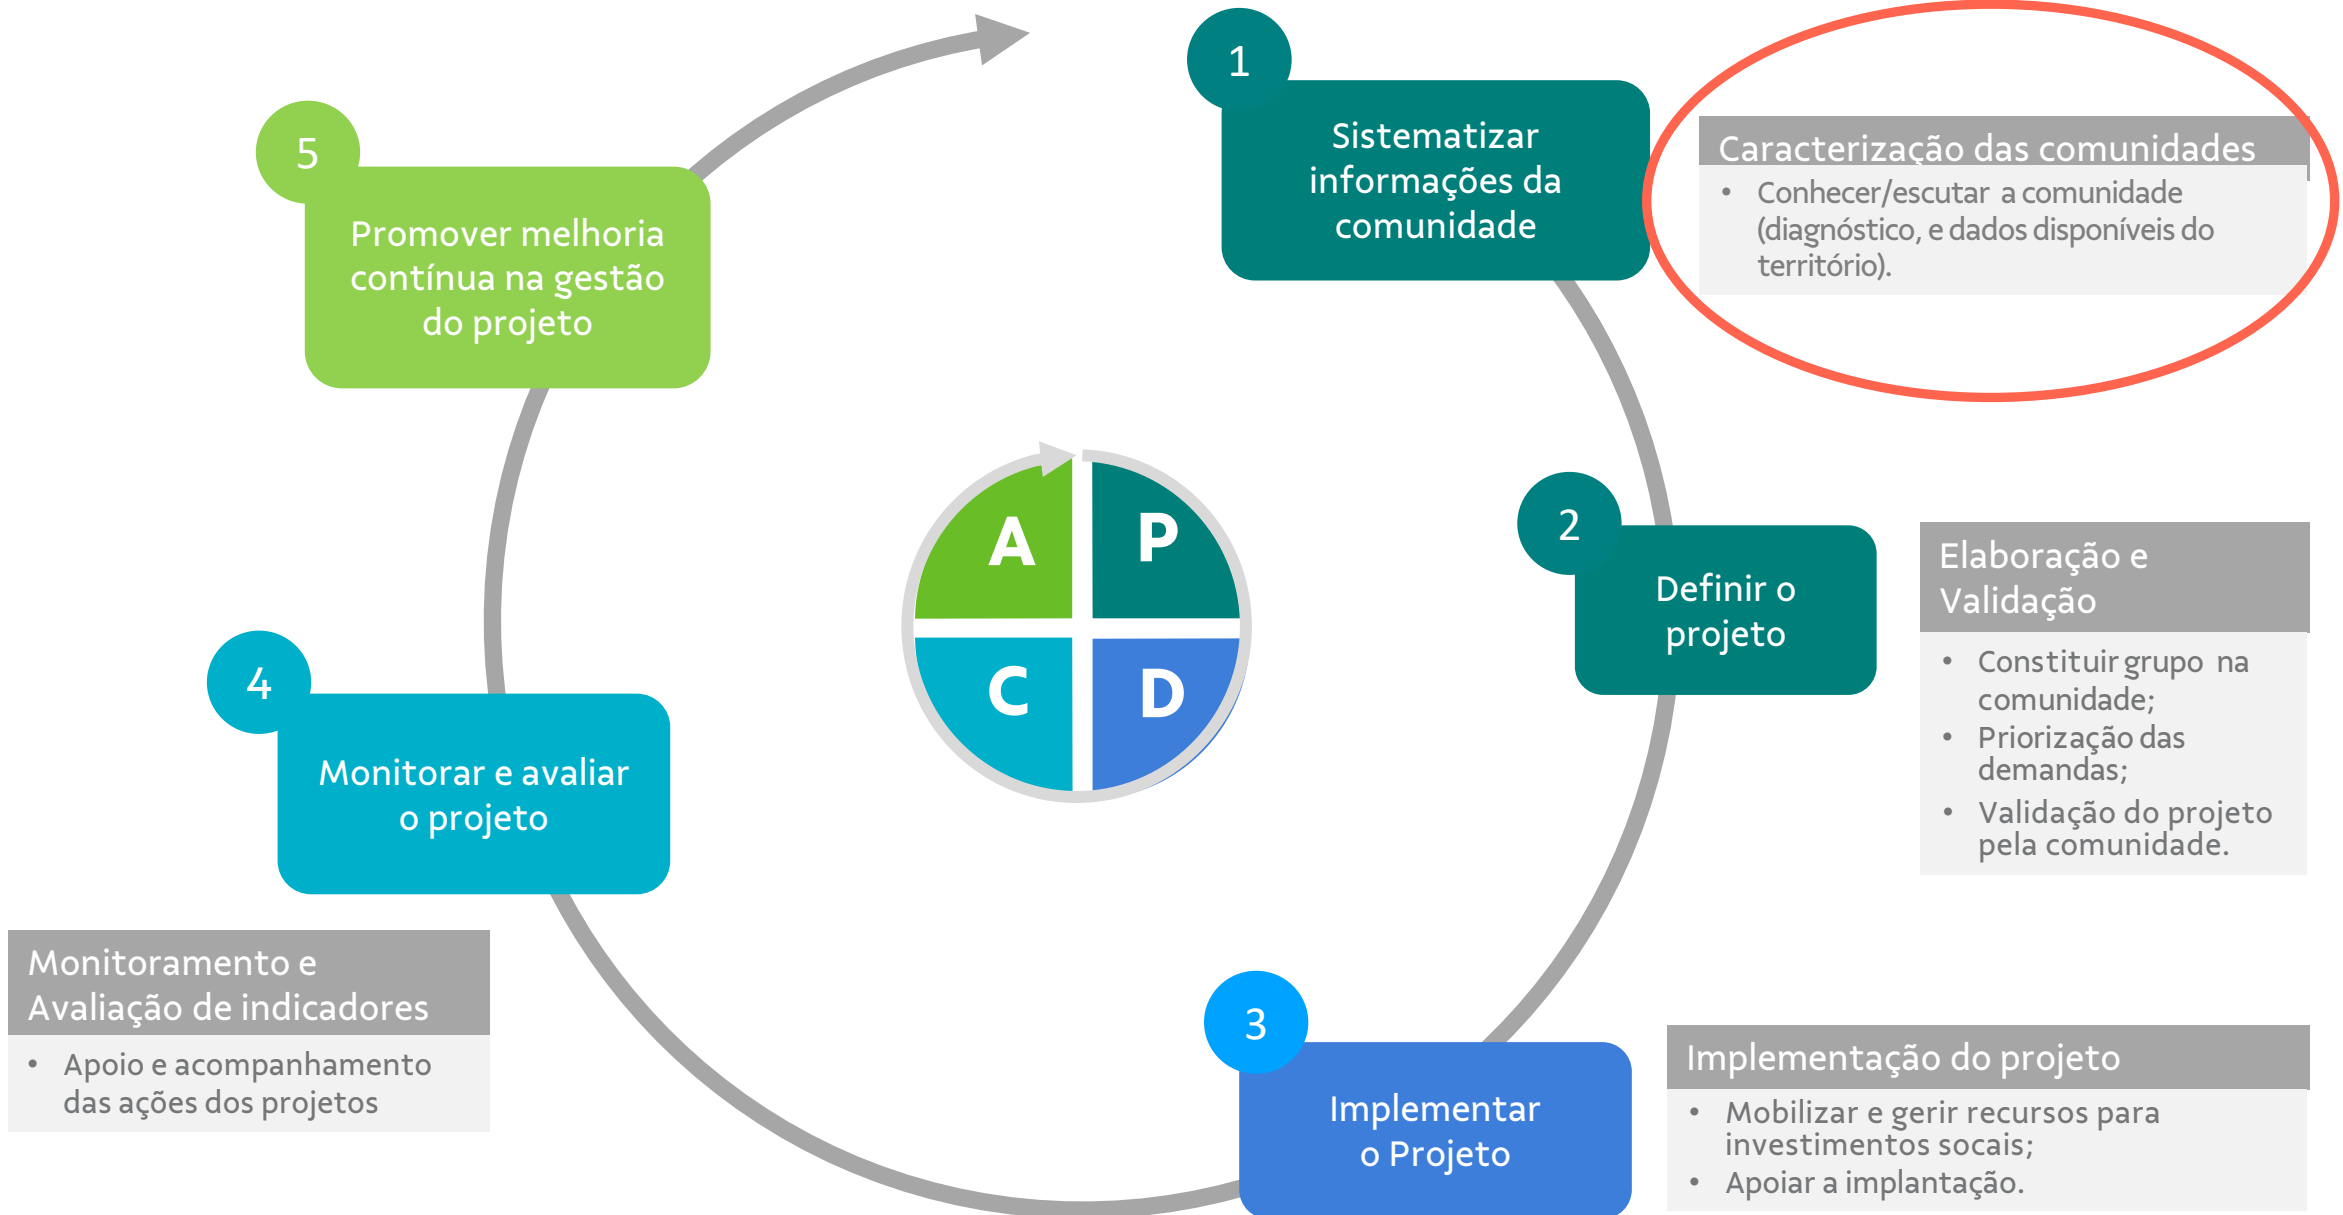 1
Sistematizar
informações da
comunidade
Caracterização das comunidades
• Conhecer/escutar a comunidade
(diagnóstico, e dados disponíveis do
território).
2
Definir o
projeto
Elaboração e
Validação
• Constituir grupo na
comunidade;
• Priorização das
demandas;
• Validação do projeto
pela comunidade.
3
Implementar
o Projeto
Implementação do projeto
• Mobilizar e gerir recursos para
investimentos socais;
• Apoiar a implantação.
4
Monitorar e avaliar
o projeto
Monitoramento e
Avaliação de indicadores
• Apoio e acompanhamento
das ações dos projetos
5
Promover melhoria
contínua na gestão
do projeto
A P
C D